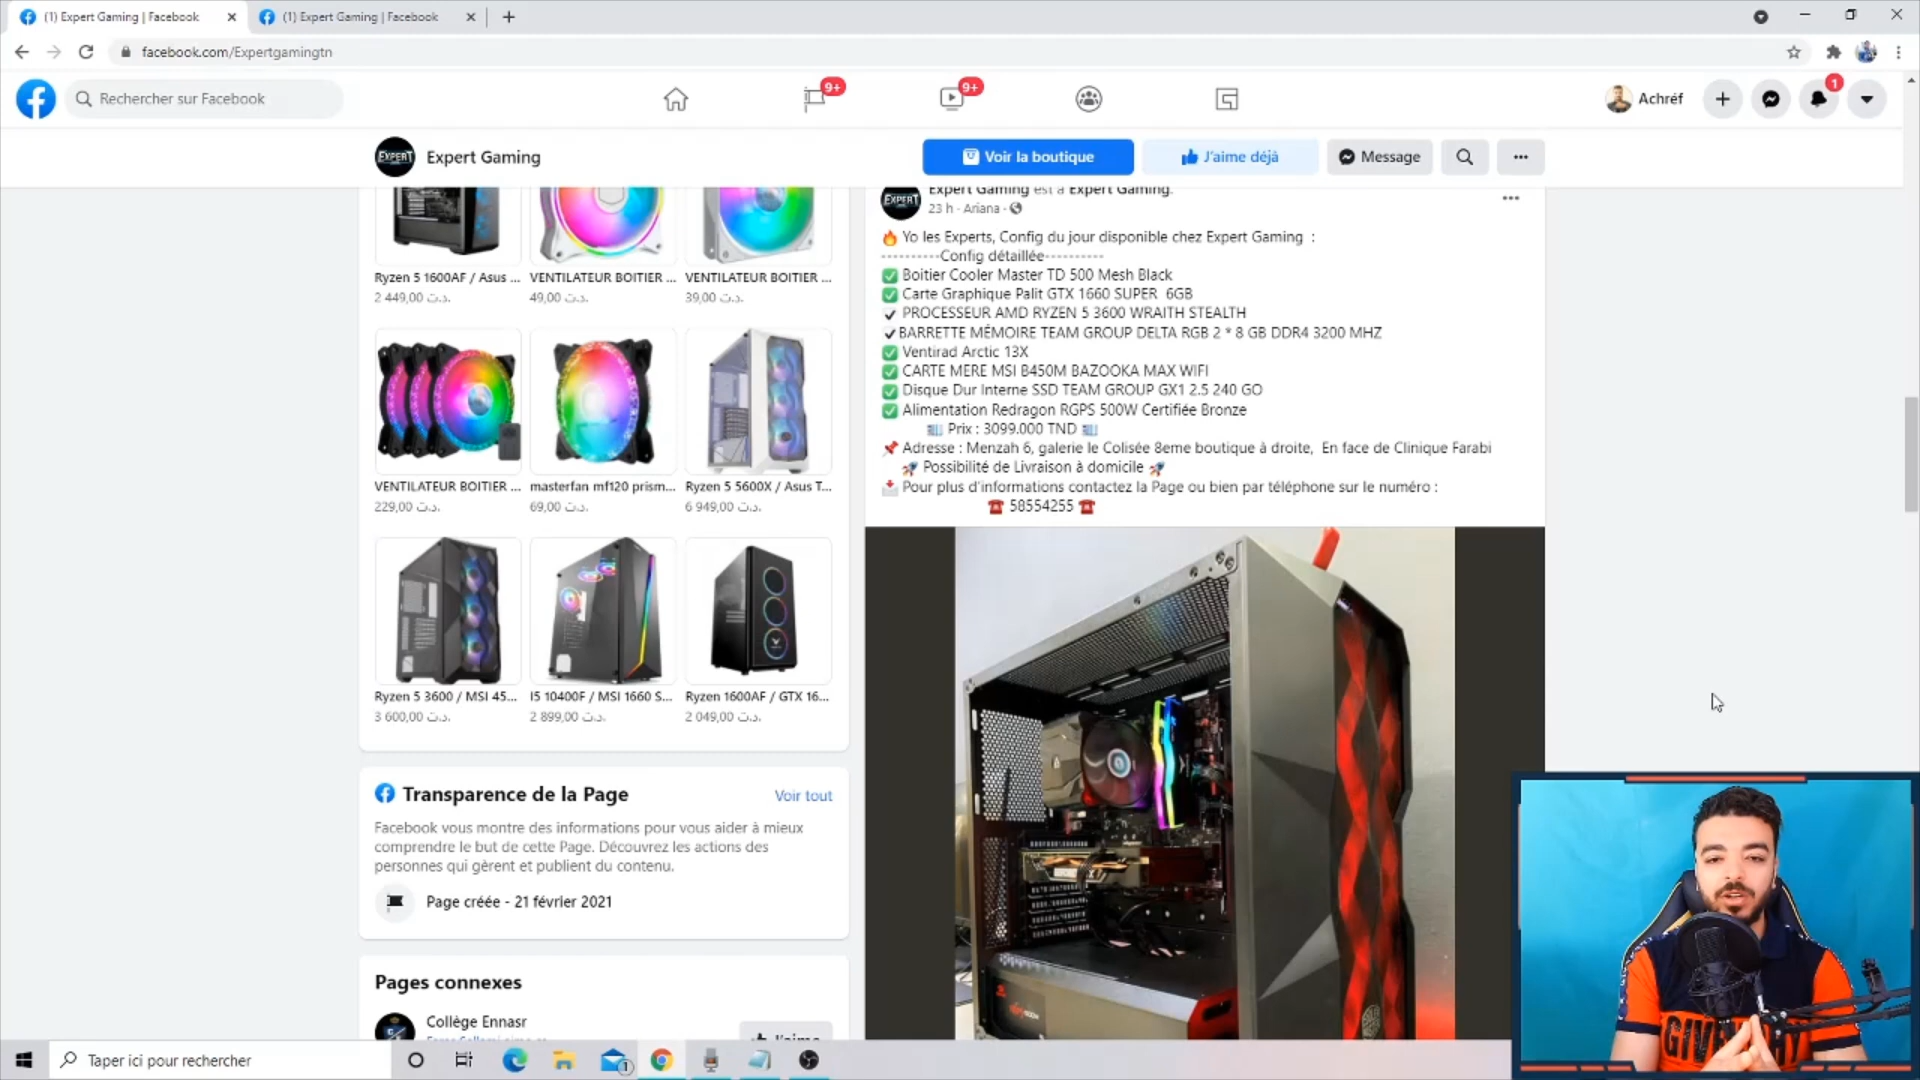 (1) Expert Gaming | Facebook
(1) Expert Gaming | Facebook
facebook.com/Expertgamingtn
Rechercher sur Facebook
9+
9+
Achréf
1
EXPERT
Expert Gaming
Voir la boutique
J'aime déjà
Message
Ryzen 5 1600AF / Asus ...
2 449,00 د.ت.
VENTILATEUR BOITIER ...
49,00 د.ت.
VENTILATEUR BOITIER ...
39,00 د.ت.
VENTILATEUR BOITIER ...
229,00 د.ت.
masterfan mf120 prism...
69,00 د.ت.
Ryzen 5 5600X / Asus T...
6 949,00 د.ت.
Ryzen 5 3600 / MSI 45...
3 600,00 د.ت.
I5 10400F / MSI 1660 S...
2 899,00 د.ت.
Ryzen 1600AF / GTX 16...
2 049,00 د.ت.
Transparence de la Page
Voir tout
Facebook vous montre des informations pour vous aider à mieux
comprendre le but de cette Page. Découvrez les actions des
personnes qui gèrent et publient du contenu.
Page créée - 21 février 2021
Pages connexes
Collège Ennasr
J'aime
EXPERT
Expert Gaming est à Expert Gaming.
23 h · Ariana ·
🔥 Yo les Experts, Config du jour disponible chez Expert Gaming :
----------Config détaillée----------
✅ Boitier Cooler Master TD 500 Mesh Black
✅ Carte Graphique Palit GTX 1660 SUPER 6GB
✔ PROCESSEUR AMD RYZEN 5 3600 WRAITH STEALTH
✔BARRETTE MÉMOIRE TEAM GROUP DELTA RGB 2 * 8 GB DDR4 3200 MHZ
✅ Ventirad Arctic 13X
✅ CARTE MERE MSI B450M BAZOOKA MAX WIFI
✅ Disque Dur Interne SSD TEAM GROUP GX1 2.5 240 GO
✅ Alimentation Redragon RGPS 500W Certifiée Bronze
Prix : 3099.000 TND
📌 Adresse : Menzah 6, galerie le Colisée 8eme boutique à droite, En face de Clinique Farabi
🚀 Possibilité de Livraison à domicile 🚀
📩 Pour plus d'informations contactez la Page ou bien par téléphone sur le numéro :
☎ 58554255 ☎
GIVENCHY
Taper ici pour rechercher
1